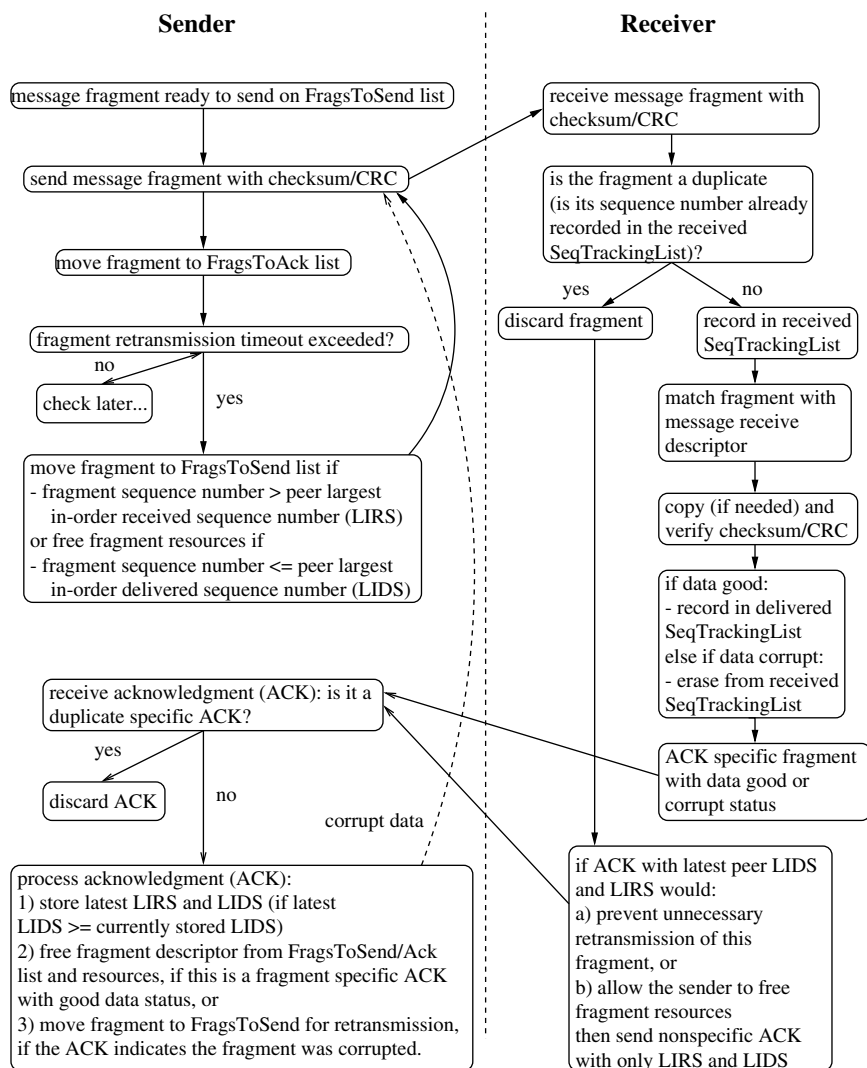 Sender
message fragment ready to send on FragsToSend list
send message fragment with checksum/CRC
move fragment to FragsToAck list
fragment retransmission timeout exceeded?
no
check later...
yes
move fragment to FragsToSend list if
- fragment sequence number > peer largest
in-order received sequence number (LIRS)
or free fragment resources if
- fragment sequence number <= peer largest
in-order delivered sequence number (LIDS)
receive acknowledgment (ACK): is it a
duplicate specific ACK?
yes
discard ACK
no
corrupt data
process acknowledgment (ACK):
1) store latest LIRS and LIDS (if latest
LIDS >= currently stored LIDS)
2) free fragment descriptor from FragsToSend/Ack
list and resources, if this is a fragment specific ACK
with good data status, or
3) move fragment to FragsToSend for retransmission,
if the ACK indicates the fragment was corrupted.
Receiver
receive message fragment with
checksum/CRC
is the fragment a duplicate
(is its sequence number already
recorded in the received
SeqTrackingList)?
yes
no
discard fragment
record in received
SeqTrackingList
match fragment with
message receive
descriptor
copy (if needed) and
verify checksum/CRC
if data good:
- record in delivered
SeqTrackingList
else if data corrupt:
- erase from received
SeqTrackingList
ACK specific fragment
with data good or
corrupt status
if ACK with latest peer LIDS
and LIRS would:
a) prevent unnecessary
retransmission of this
fragment, or
b) allow the sender to free
fragment resources
then send nonspecific ACK
with only LIRS and LIDS